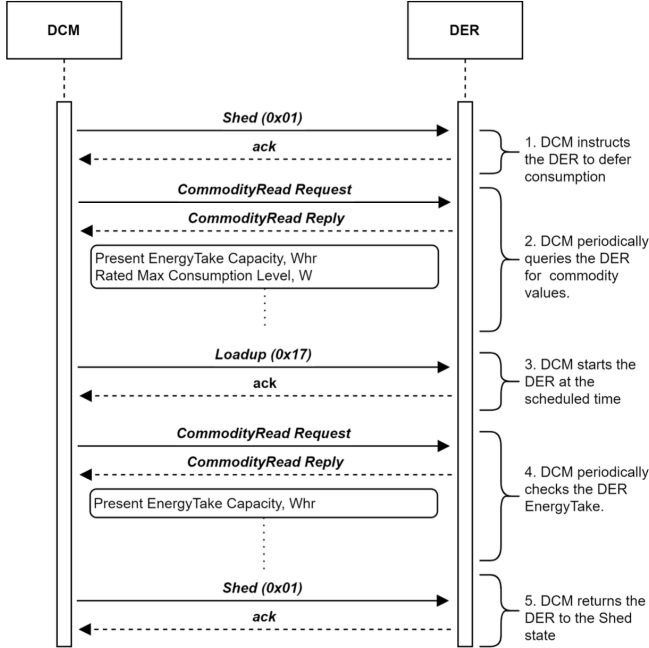 DCM
DER
Shed (0x01)
ack
1. DCM instructs
the DER to defer
consumption
CommodityRead Request
CommodityRead Reply
Present EnergyTake Capacity, Whr
Rated Max Consumption Level, W
2. DCM periodically
queries the DER
for commodity
values.
Loadup (0x17)
ack
3. DCM starts the
DER at the
scheduled time
CommodityRead Request
CommodityRead Reply
Present EnergyTake Capacity, Whr
4. DCM periodically
checks the DER
EnergyTake.
Shed (0x01)
ack
5. DCM returns the
DER to the Shed
state